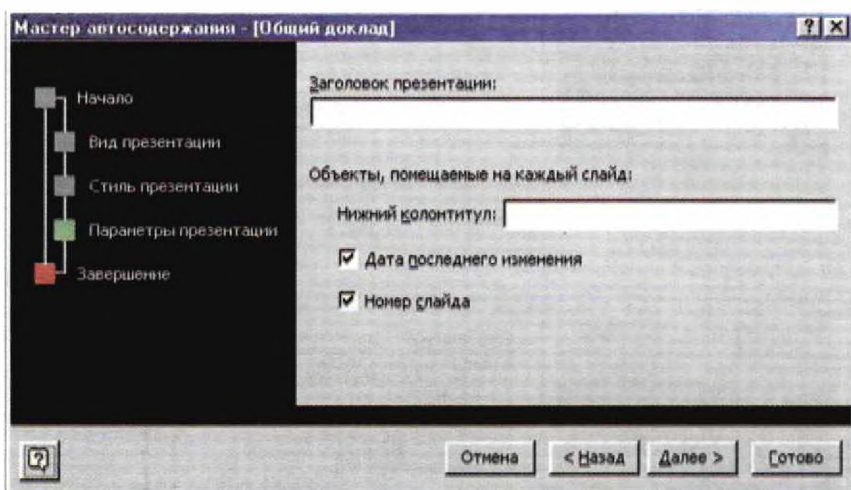 Мастер автосодержания - [Общий доклад]
Начало
Вид презентации
Стиль презентации
Параметры презентации
Завершение
Заголовок презентации:
Объекты, помещаемые на каждый слайд:
Нижний колонтитул:
Дата последнего изменения
Номер слайда
Отмена
< Назад
Далее >
Готово